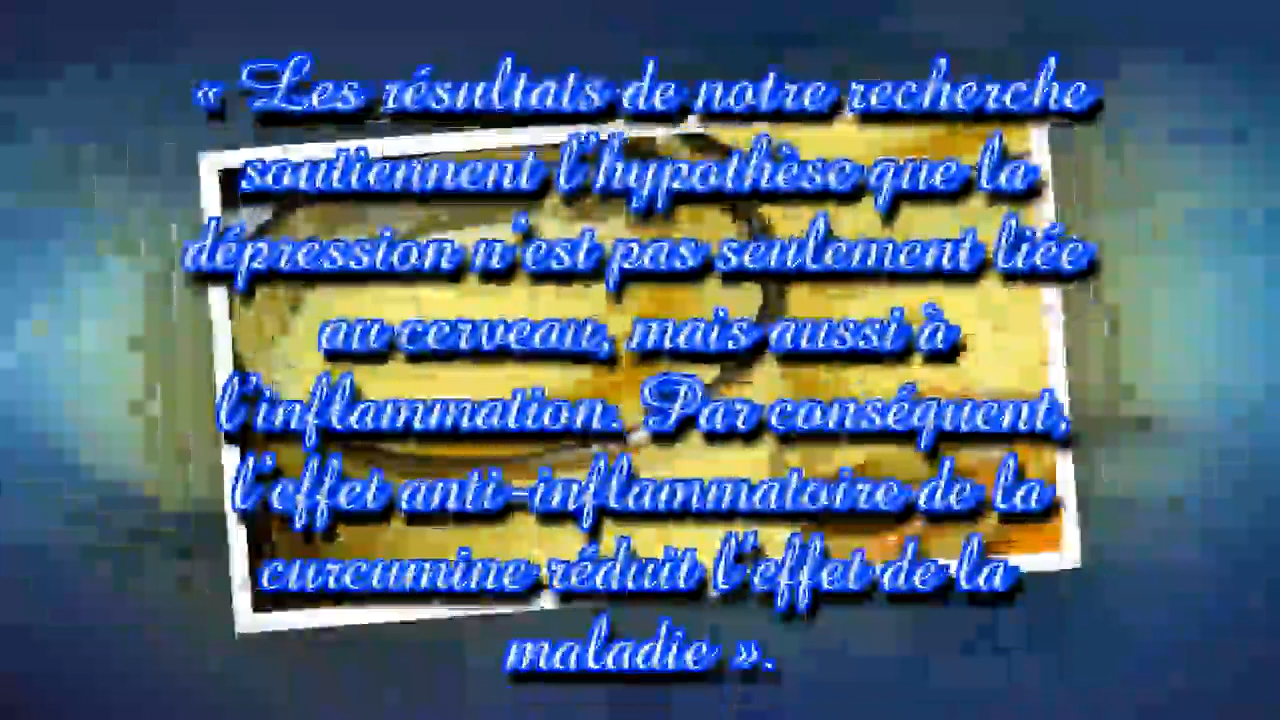 « Les résultats de notre recherche
soutiennent l'hypothèse que la
dépression n'est pas seulement liée
au cerveau, mais aussi à
l'inflammation. Par conséquent,
l'effet anti-inflammatoire de la
curcumine réduit l'effet de la
maladie ».